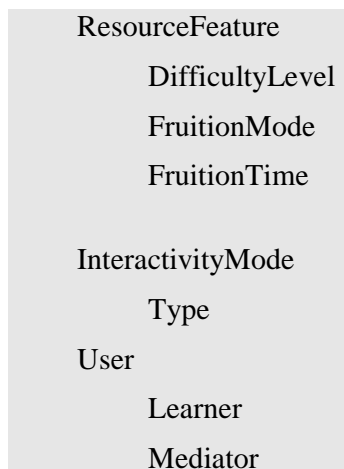 ResourceFeature
DifficultyLevel
FruitionMode
FruitionTime
InteractivityMode
Type
User
Learner
Mediator